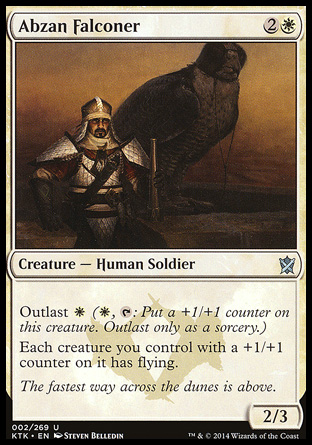 Abzan Falconer 2
Creature — Human Soldier
Outlast (, : Put a +1/+1 counter on
this creature. Outlast only as a sorcery.)
Each creature you control with a +1/+1
counter on it has flying.
The fastest way across the dunes is above.
2/3
002/269 U
KTK • EN STEVEN BELLEDIN
™ & © 2014 Wizards of the Coast